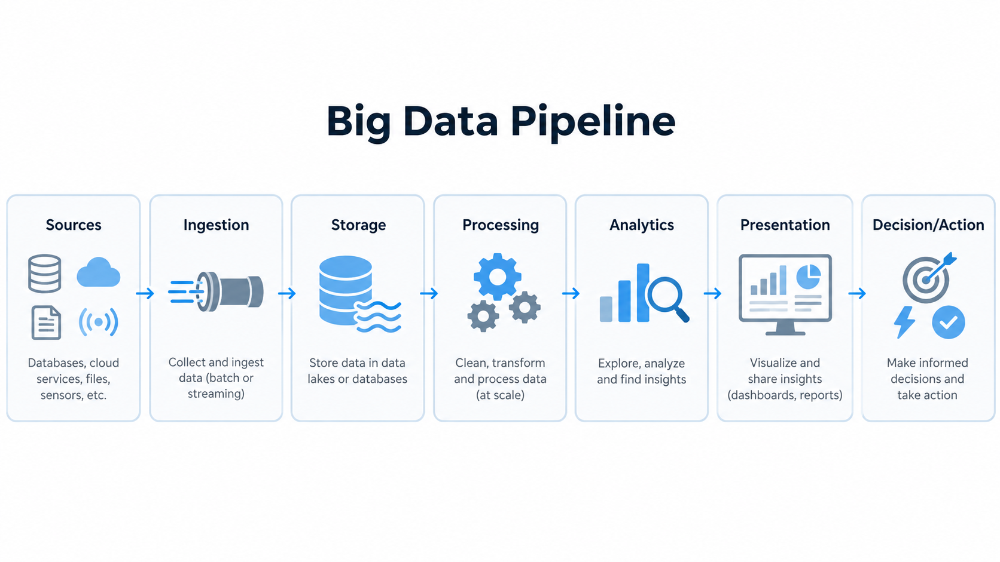 Big Data Pipeline
Sources
Databases, cloud
services, files,
sensors, etc.
Ingestion
Collect and ingest
data (batch or
streaming)
Storage
Store data in data
lakes or databases
Processing
Clean, transform
and process data
(at scale)
Analytics
Explore, analyze
and find insights
Presentation
Visualize and
share insights
(dashboards, reports)
Decision/Action
Make informed
decisions and
take action